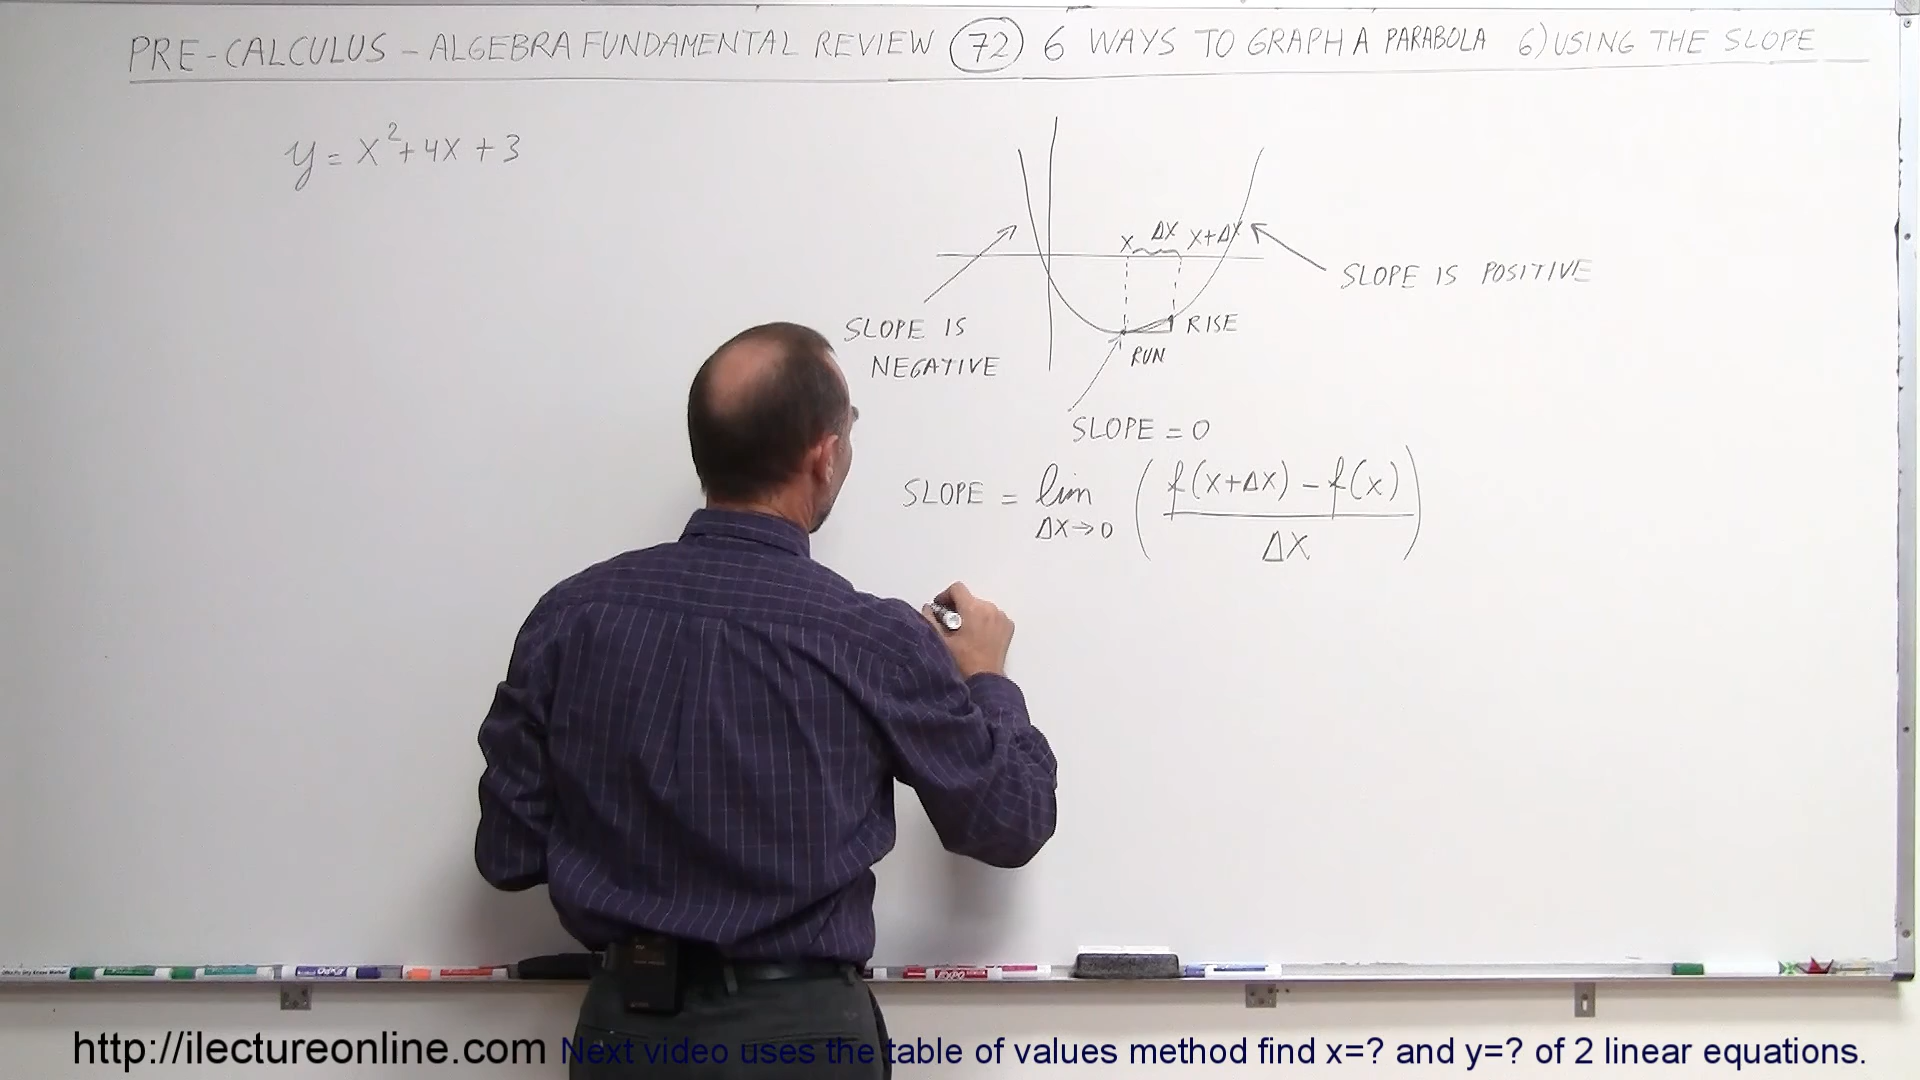 PRE-CALCULUS – ALGEBRA FUNDAMENTAL REVIEW (72) 6 WAYS TO GRAPH A PARABOLA 6) USING THE SLOPE
y = x²+4x+3
x Δx x+Δx
SLOPE IS POSITIVE
SLOPE IS
NEGATIVE
RISE
RUN
SLOPE = 0
SLOPE = lim Δx→0 ( f(x+Δx) – f(x) / Δx )
EXPO
EXPO
http://ilectureonline.com Next video uses the table of values method find x=? and y=? of 2 linear equations.